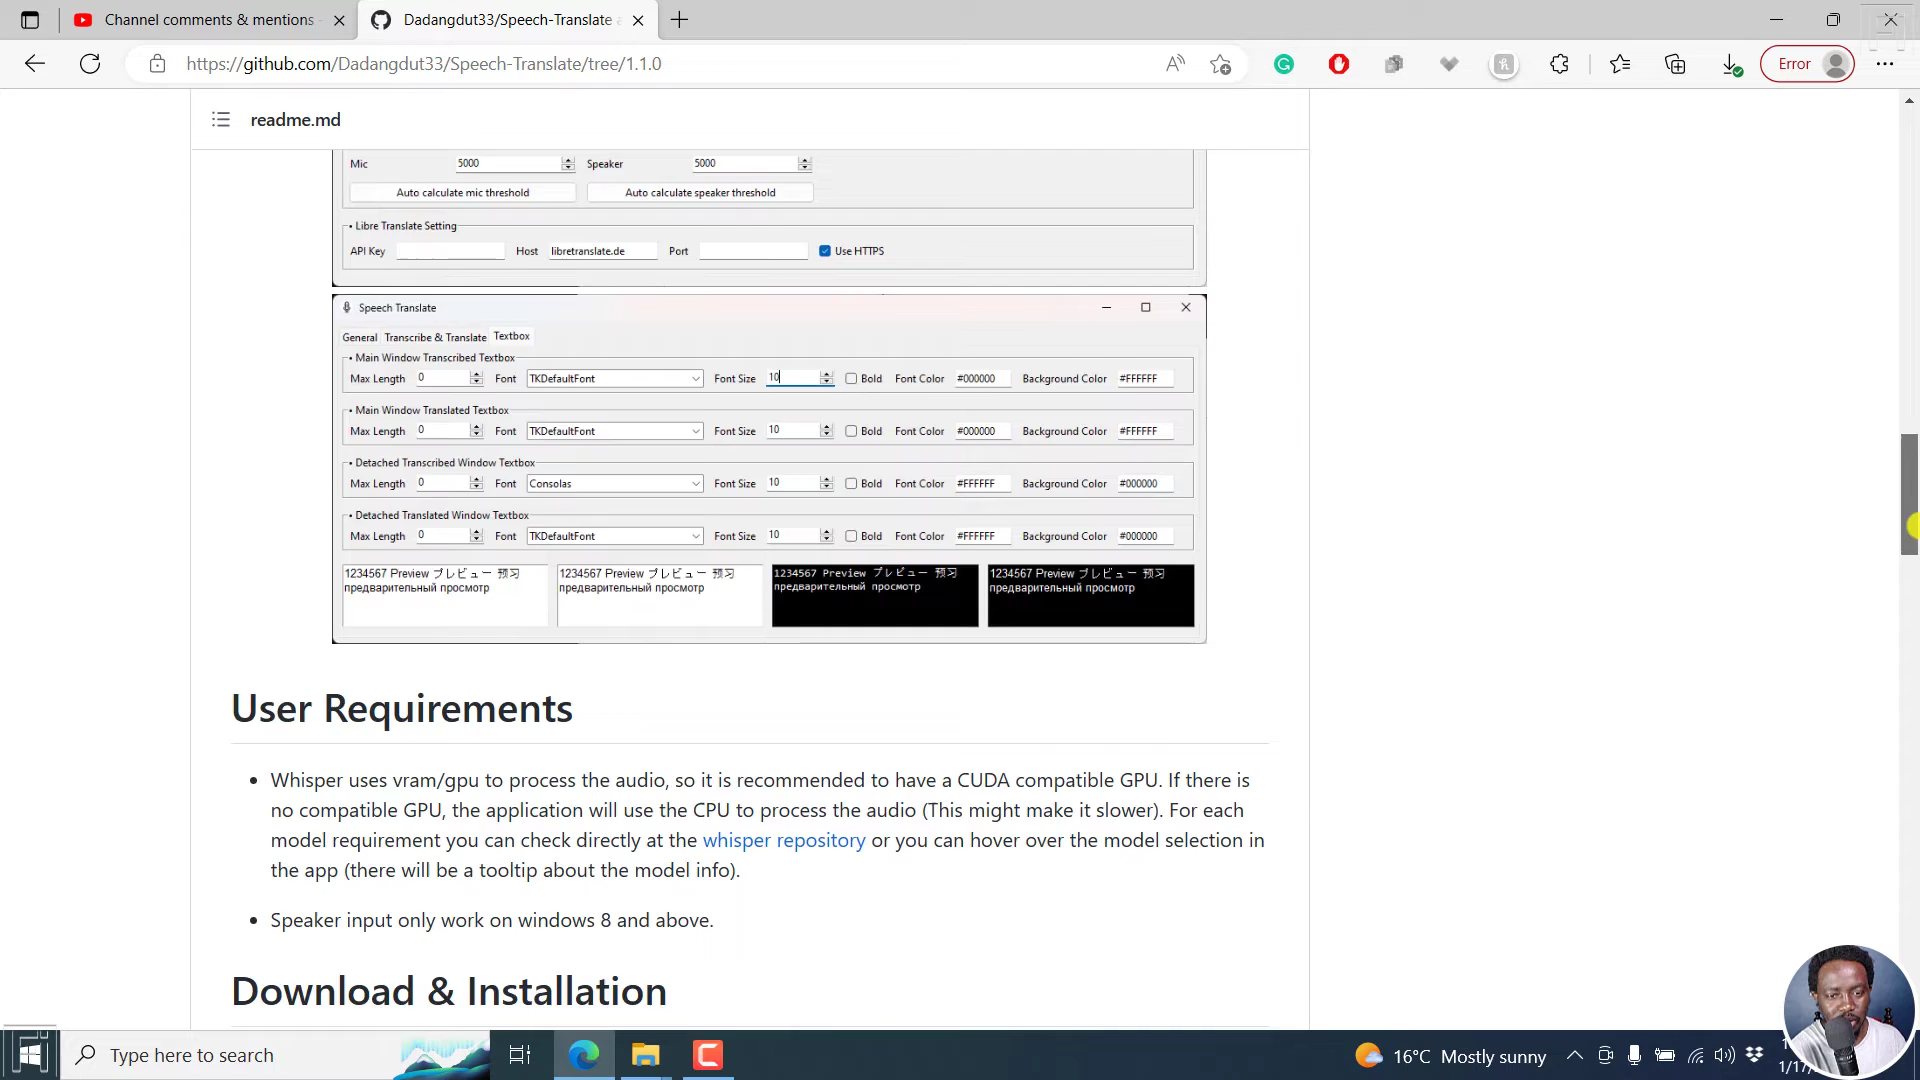 Channel comments & mentions
Dadangdut33/Speech-Translate
https://github.com/Dadangdut33/Speech-Translate/tree/1.1.0
Error
readme.md
Mic 5000 Speaker 5000
Auto calculate mic threshold Auto calculate speaker threshold
• Libre Translate Setting
API Key Host libretranslate.de Port Use HTTPS
Speech Translate
General Transcribe & Translate Textbox
• Main Window Transcribed Textbox
Max Length 0 Font TKDefaultFont Font Size 10 Bold Font Color #000000 Background Color #FFFFFF
• Main Window Translated Textbox
Max Length 0 Font TKDefaultFont Font Size 10 Bold Font Color #000000 Background Color #FFFFFF
• Detached Transcribed Window Textbox
Max Length 0 Font Consolas Font Size 10 Bold Font Color #FFFFFF Background Color #000000
• Detached Translated Window Textbox
Max Length 0 Font TKDefaultFont Font Size 10 Bold Font Color #FFFFFF Background Color #000000
1234567 Preview プレビュー 预习 1234567 Preview プレビュー 预习 1234567 Preview プレビュー 预习 1234567 Preview プレビュー 预习
предварительный просмотр предварительный просмотр предварительный просмотр предварительный просмотр
User Requirements
• Whisper uses vram/gpu to process the audio, so it is recommended to have a CUDA compatible GPU. If there is
no compatible GPU, the application will use the CPU to process the audio (This might make it slower). For each
model requirement you can check directly at the whisper repository or you can hover over the model selection in
the app (there will be a tooltip about the model info).
• Speaker input only work on windows 8 and above.
Download & Installation
Type here to search
16°C Mostly sunny